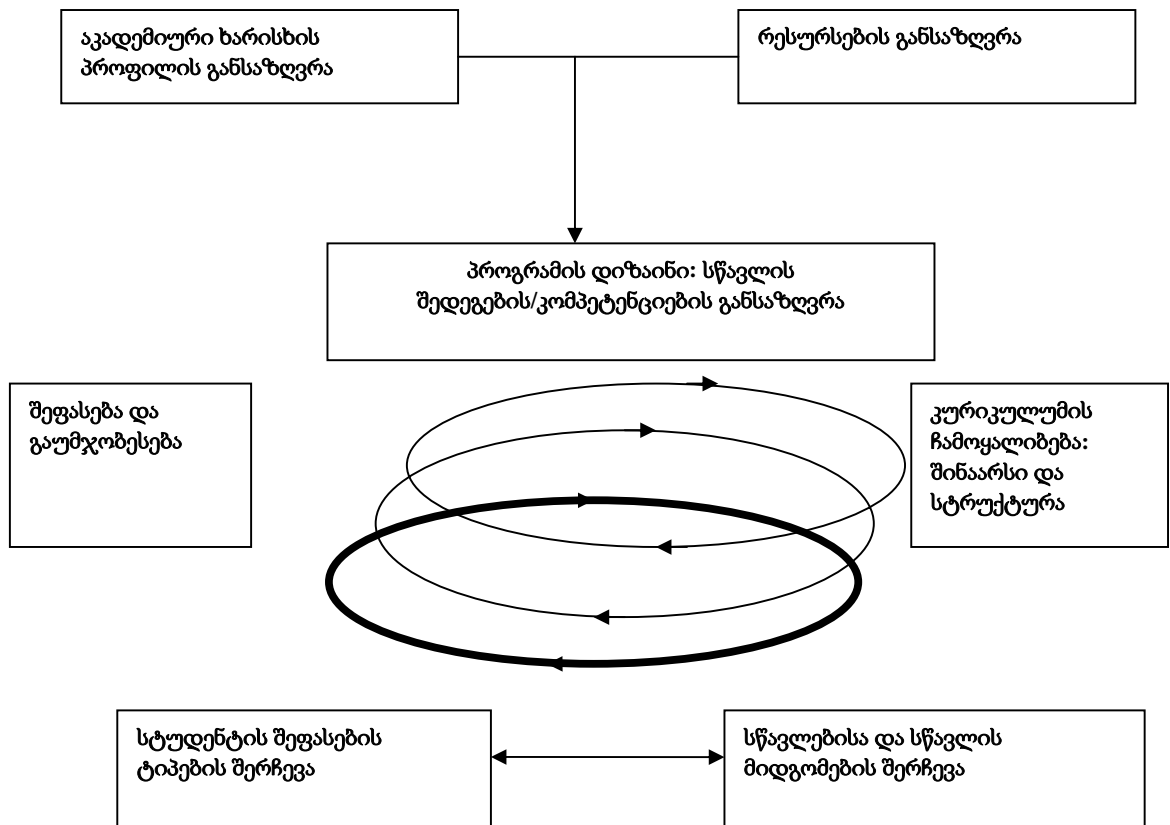 აკადემიური ხარისხის
პროფილის განსაზღვრა
რესურსების განსაზღვრა
პროგრამის დიზაინი: სწავლის
შედეგების/კომპეტენციების განსაზღვრა
შეფასება და
გაუმჯობესება
კურიკულუმის
ჩამოყალიბება:
შინაარსი და
სტრუქტურა
სტუდენტის შეფასების
ტიპების შერჩევა
სწავლებისა და სწავლის
მიდგომების შერჩევა